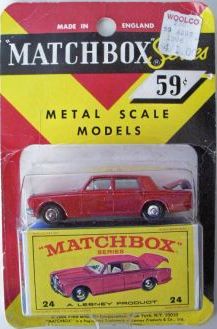 MADE IN ENGLAND
WOOLCO
"MATCHBOX" Series
59¢
METAL SCALE
MODELS
"MATCHBOX"
SERIES
24 A LESNEY PRODUCT 24